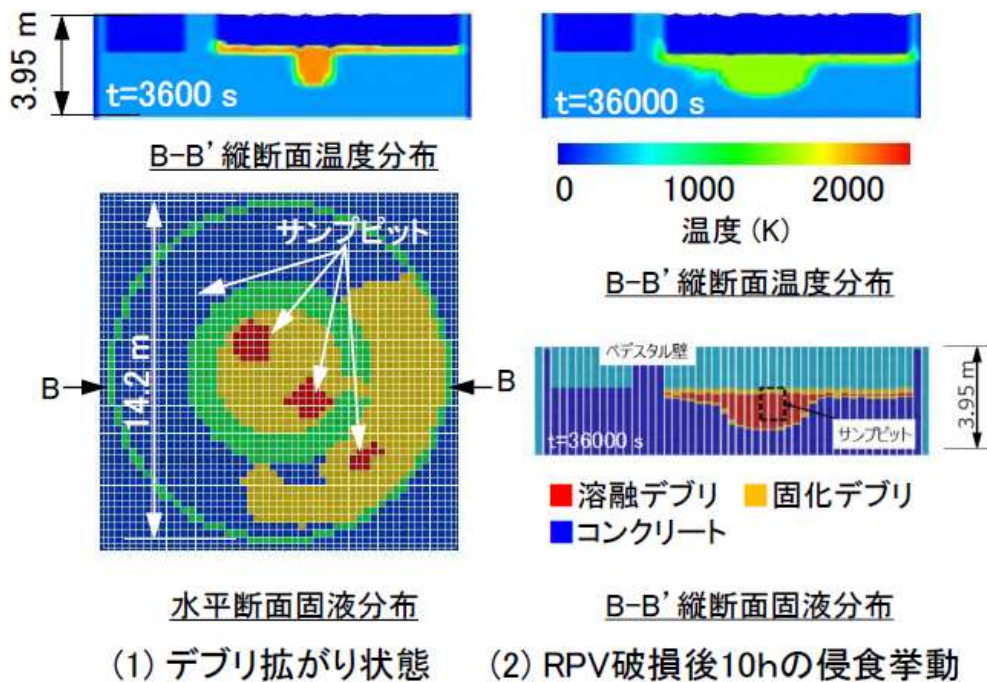 3.95 m
t=3600 s
B-B’縦断面温度分布
サンプピット
14.2 m
B
B
水平断面固液分布
(1) デブリ拡がり状態
t=36000 s
0 1000 2000
温度 (K)
B-B’縦断面温度分布
ペデスタル壁
3.95 m
サンプピット
t=36000 s
溶融デブリ 固化デブリ
コンクリート
B-B’縦断面固液分布
(2) RPV破損後10hの侵食挙動